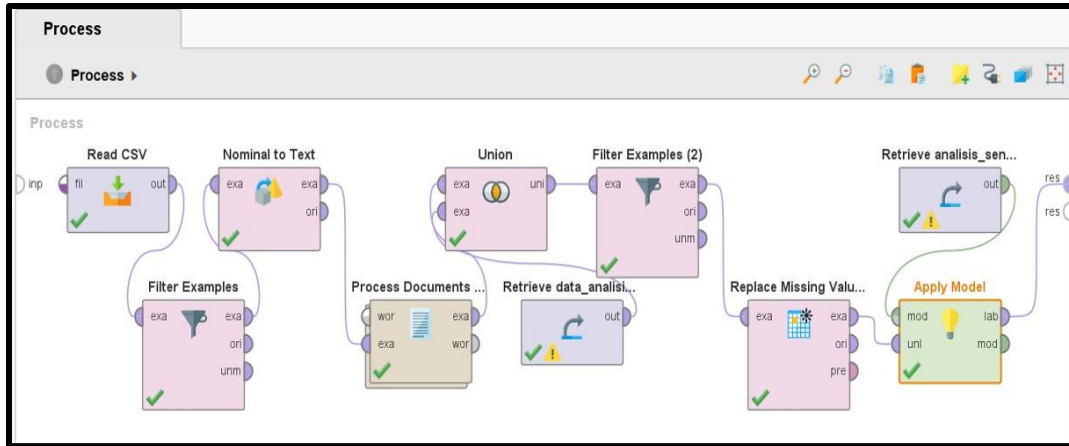 Process
Process
Process
Read CSV
Nominal to Text
Union
Filter Examples (2)
Retrieve analisis_sen...
inp
fil
out
exa
exa
ori
exa
exa
uni
exa
exa
ori
unm
out
res
res
Filter Examples
Process Documents ...
Retrieve data_analisi...
Replace Missing Valu...
Apply Model
exa
exa
ori
unm
wor
exa
exa
wor
out
exa
exa
ori
pre
mod
lab
unl
mod